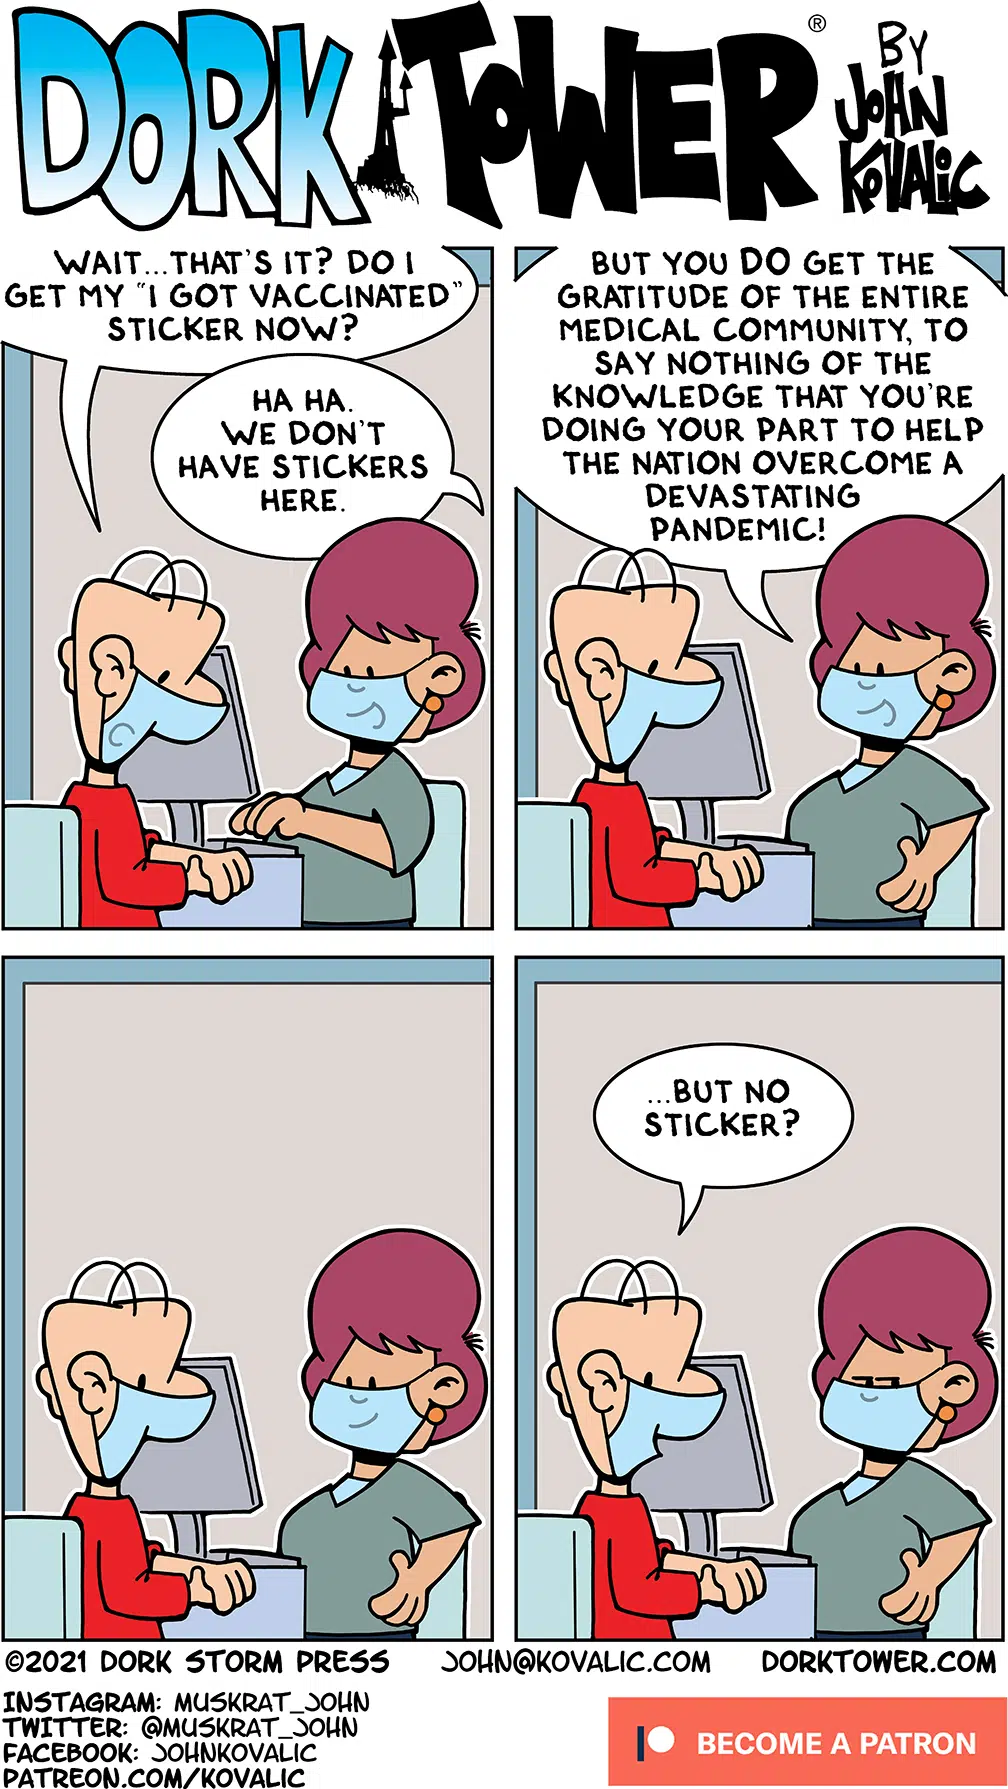 DORK TOWER®
BY
JOHN
KOVALIC
WAIT...THAT'S IT? DO I
GET MY "I GOT VACCINATED"
STICKER NOW?
HA HA.
WE DON'T
HAVE STICKERS
HERE.
BUT YOU DO GET THE
GRATITUDE OF THE ENTIRE
MEDICAL COMMUNITY, TO
SAY NOTHING OF THE
KNOWLEDGE THAT YOU'RE
DOING YOUR PART TO HELP
THE NATION OVERCOME A
DEVASTATING
PANDEMIC!
...BUT NO
STICKER?
©2021 DORK STORM PRESS JOHN@KOVALIC.COM DORKTOWER.COM
INSTAGRAM: MUSKRAT_JOHN
TWITTER: @MUSKRAT_JOHN
FACEBOOK: JOHNKOVALIC
PATREON.COM/KOVALIC
BECOME A PATRON